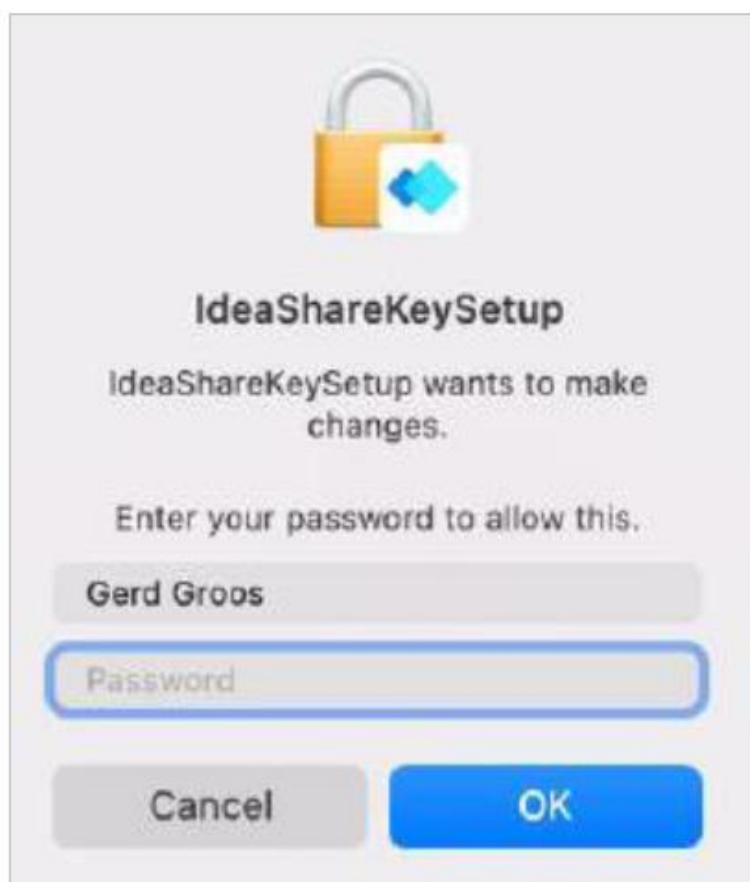 IdeaShareKeySetup
IdeaShareKeySetup wants to make
changes.
Enter your password to allow this.
Gerd Groos
Password
Cancel
OK